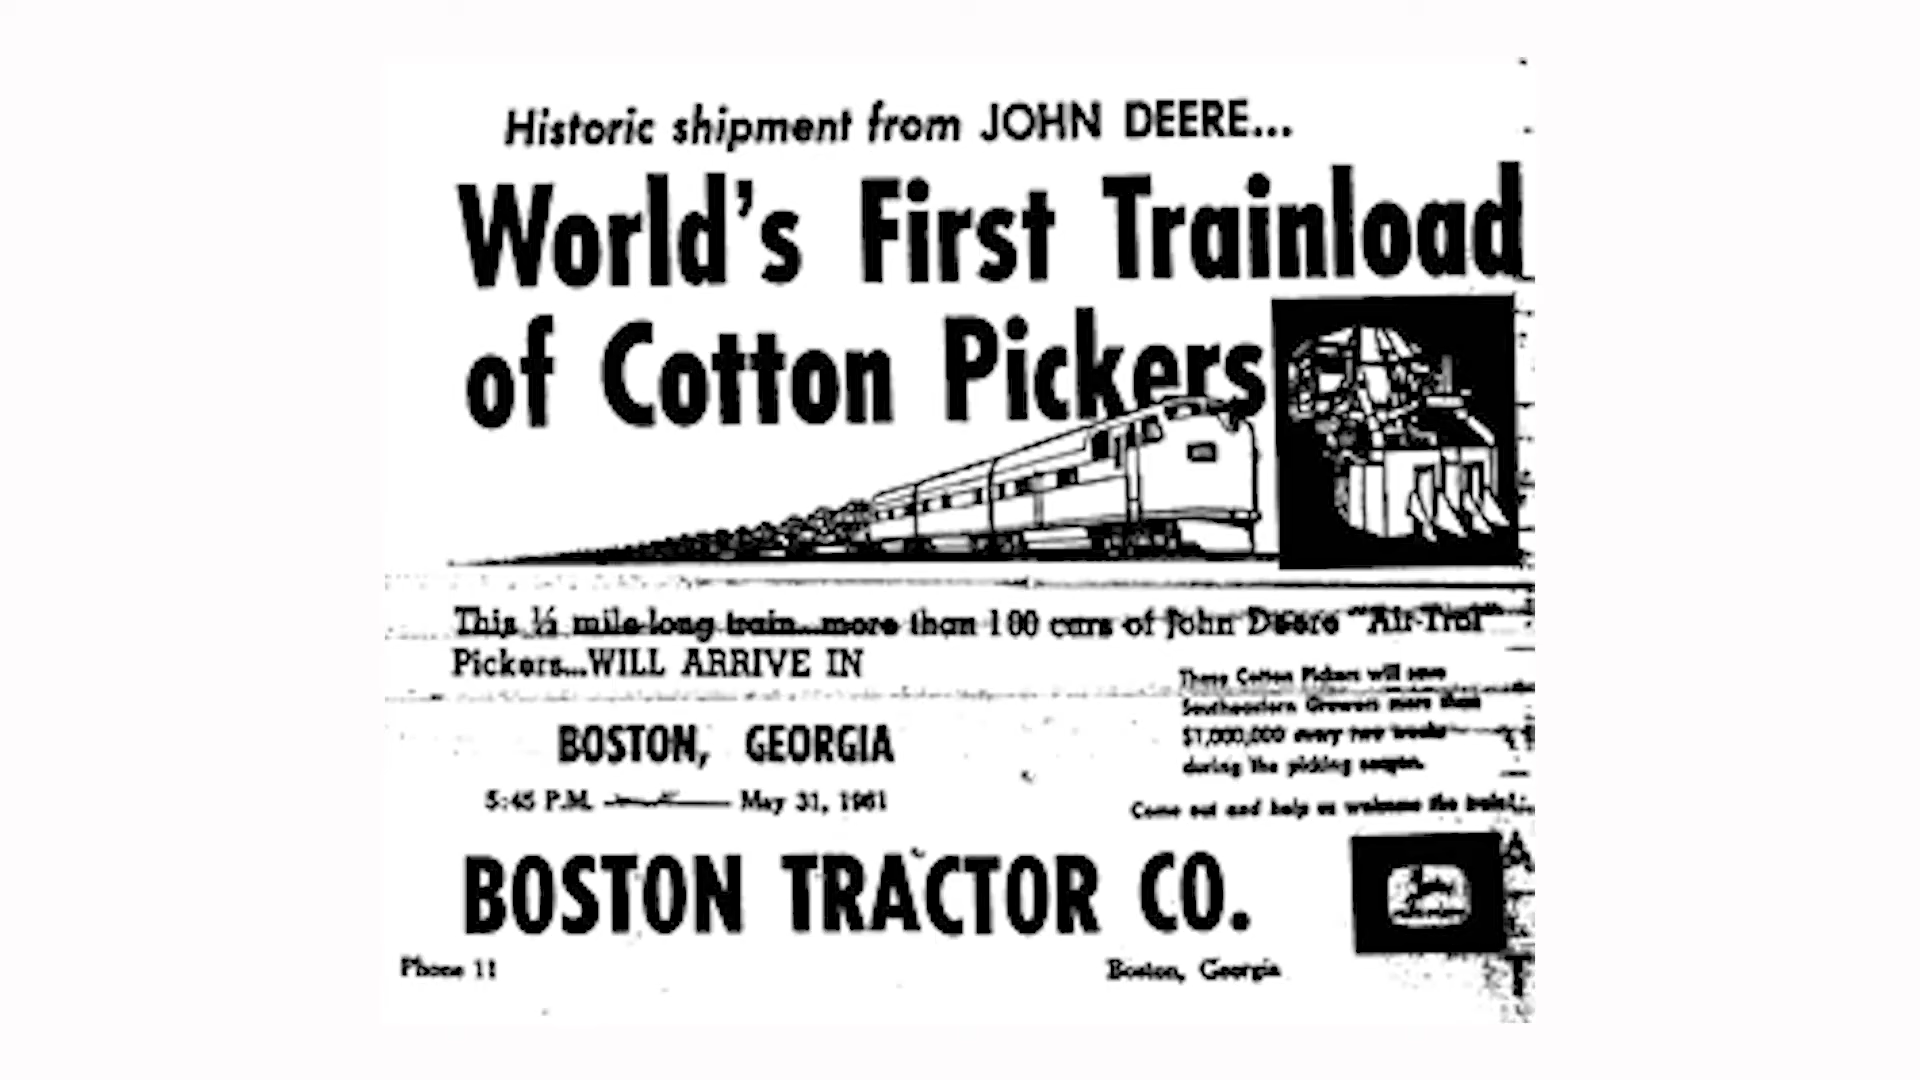 Historic shipment from JOHN DEERE...
World's First Trainload
of Cotton Pickers
This ½ mile long train...more than 100 cars of John Deere "Air-Trol"
Pickers...WILL ARRIVE IN
These Cotton Pickers will save
Southeastern Growers more than
$1,000,000 every two weeks
during the picking season.
BOSTON, GEORGIA
5:45 P.M. — May 31, 1961
Come out and help us welcome the train!
BOSTON TRACTOR CO.
Phone 11
Boston, Georgia